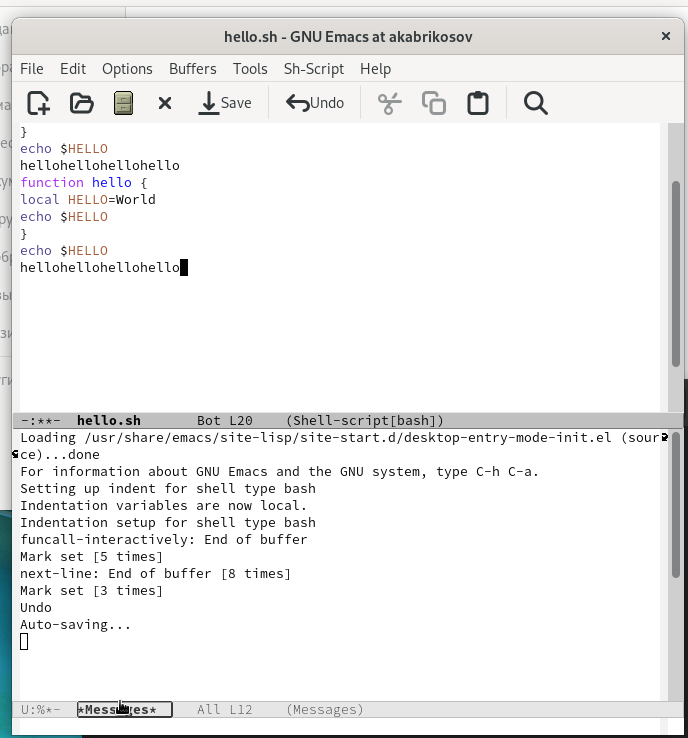 hello.sh - GNU Emacs at akabrikosov
File Edit Options Buffers Tools Sh-Script Help
Save Undo
}
echo $HELLO
hellohellohellohello
function hello {
local HELLO=World
echo $HELLO
}
echo $HELLO
hellohellohellohello
-:**- hello.sh Bot L20 (Shell-script[bash])
Loading /usr/share/emacs/site-lisp/site-start.d/desktop-entry-mode-init.el (sour
ce)...done
For information about GNU Emacs and the GNU system, type C-h C-a.
Setting up indent for shell type bash
Indentation variables are now local.
Indentation setup for shell type bash
funcall-interactively: End of buffer
Mark set [5 times]
next-line: End of buffer [8 times]
Mark set [3 times]
Undo
Auto-saving...
U:%*- *Messages* All L12 (Messages)